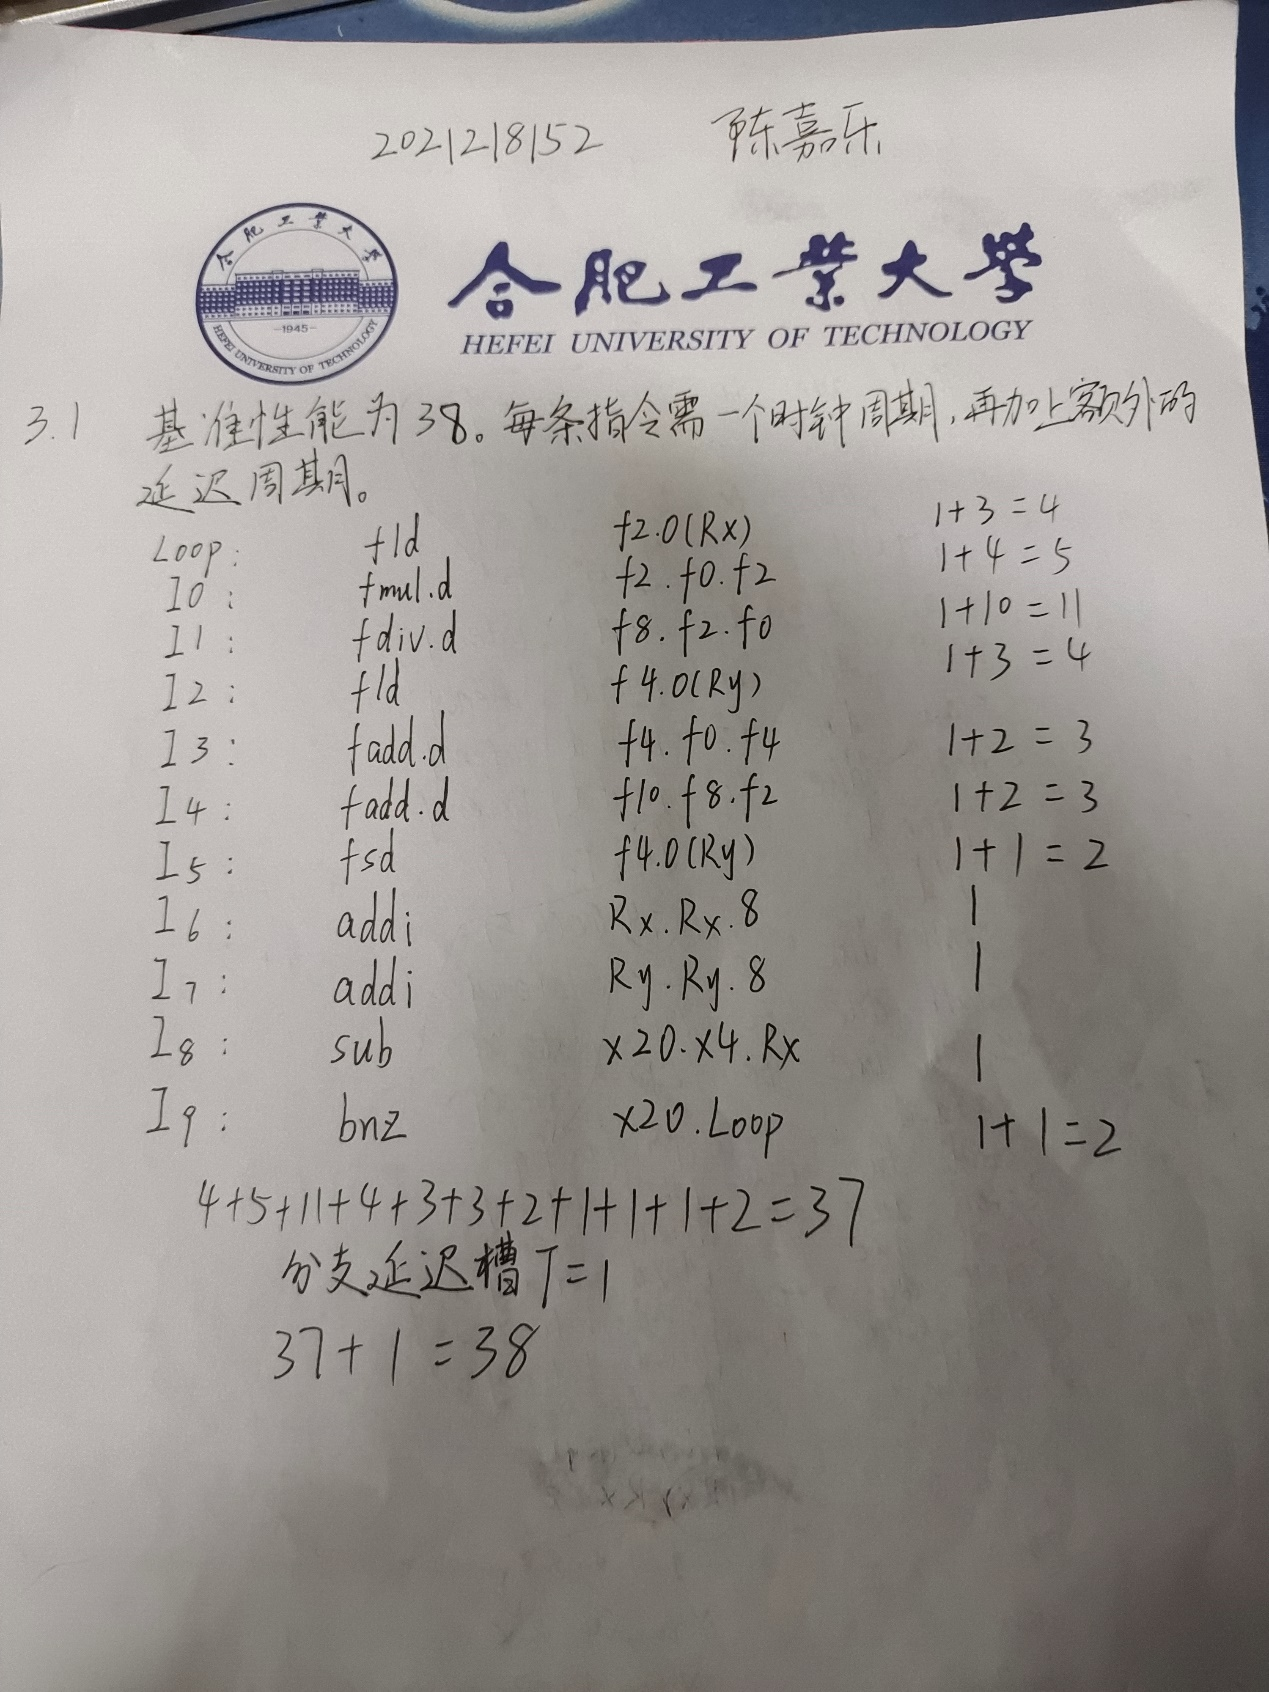 2021218152 陈嘉乐
合肥工業大學
1945
HEFEI UNIVERSITY OF TECHNOLOGY
合肥工業大學
HEFEI UNIVERSITY OF TECHNOLOGY
3.1 基准性能为38。每条指令需一个时钟周期,再加上额外的
延迟周期。
Loop: fld f2.0(Rx) 1+3=4
I0: fmul.d f2.f0.f2 1+4=5
I1: fdiv.d f8.f2.f0 1+10=11
I2: fld f4.0(Ry) 1+3=4
I3: fadd.d f4.f0.f4 1+2=3
I4: fadd.d f10.f8.f2 1+2=3
I5: fsd f4.0(Ry) 1+1=2
I6: addi Rx.Rx.8 1
I7: addi Ry.Ry.8 1
I8: sub x20.x4.Rx 1
I9: bnz x20.Loop 1+1=2
4+5+11+4+3+3+2+1+1+1+2=37
分支延迟槽T=1
37+1=38